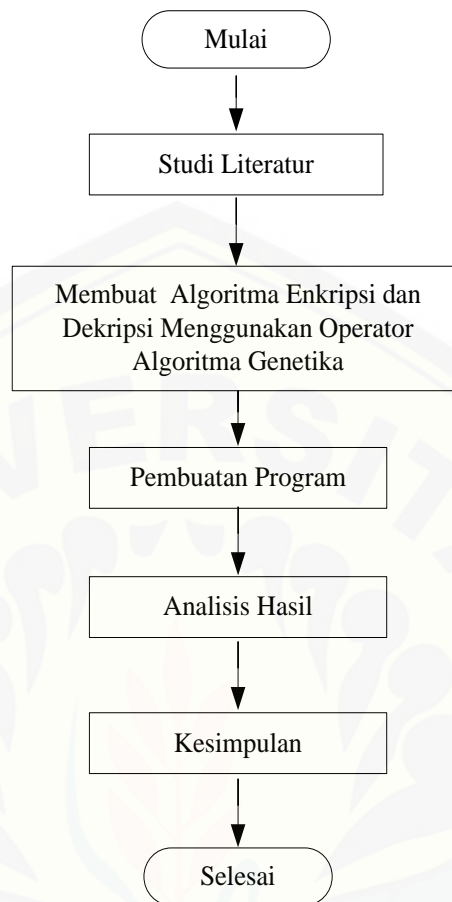 Mulai
Studi Literatur
Membuat Algoritma Enkripsi dan
Dekripsi Menggunakan Operator
Algoritma Genetika
Pembuatan Program
Analisis Hasil
Kesimpulan
Selesai